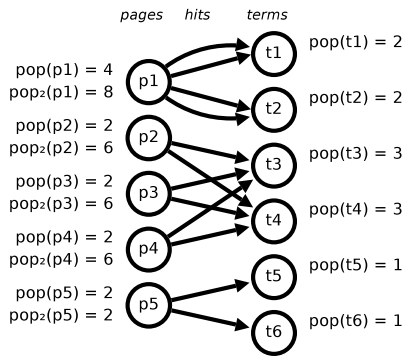 pages hits terms
pop(p1) = 4
pop₂(p1) = 8
p1
t1
pop(t1) = 2
t2
pop(t2) = 2
pop(p2) = 2
pop₂(p2) = 6
p2
t3
pop(t3) = 3
pop(p3) = 2
pop₂(p3) = 6
p3
t4
pop(t4) = 3
pop(p4) = 2
pop₂(p4) = 6
p4
t5
pop(t5) = 1
pop(p5) = 2
pop₂(p5) = 2
p5
t6
pop(t6) = 1